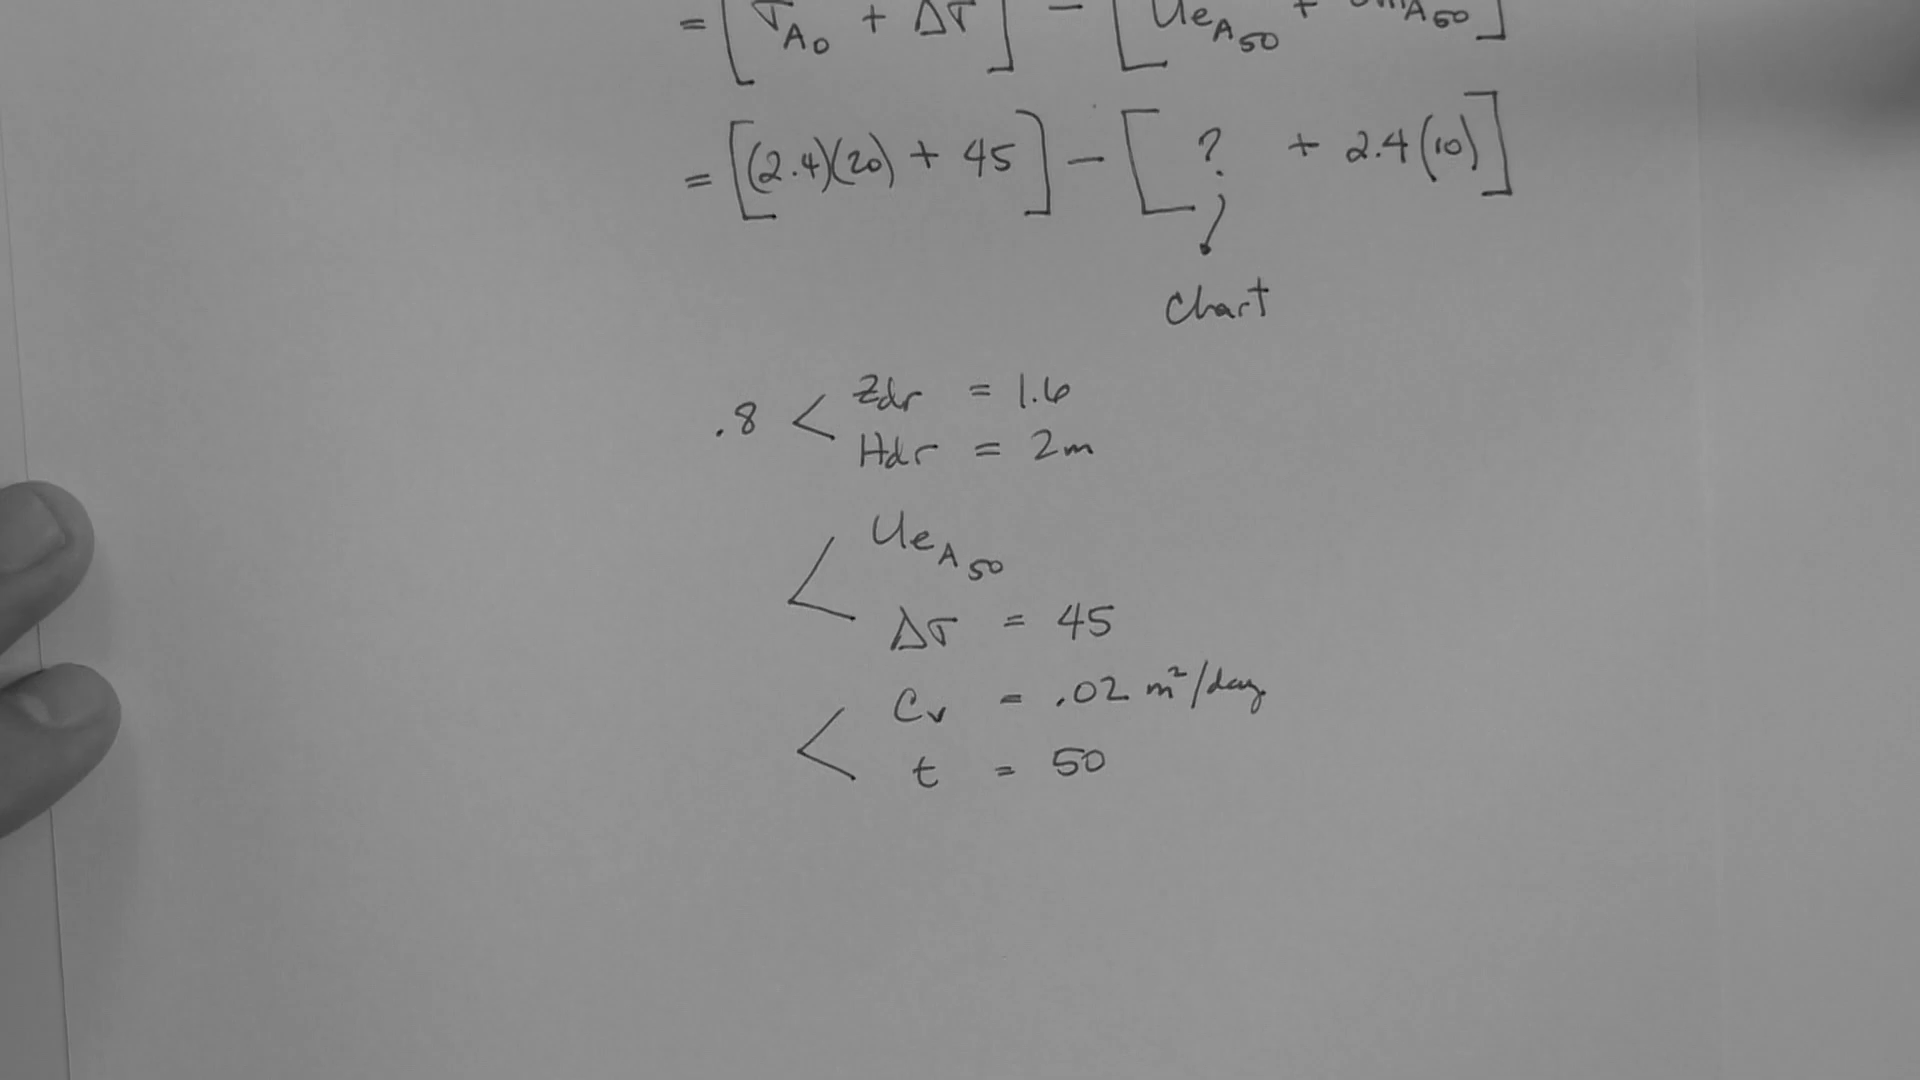 = [σA₀ + Δσ] − [UeA₅₀ + UmA₅₀]
= [(2.4)(20) + 45] − [? + 2.4(10)]
Chart
.8 < Zdr = 1.6
Hdr = 2m
< UeA₅₀
Δσ = 45
< Cv = .02 m²/day
t = 50